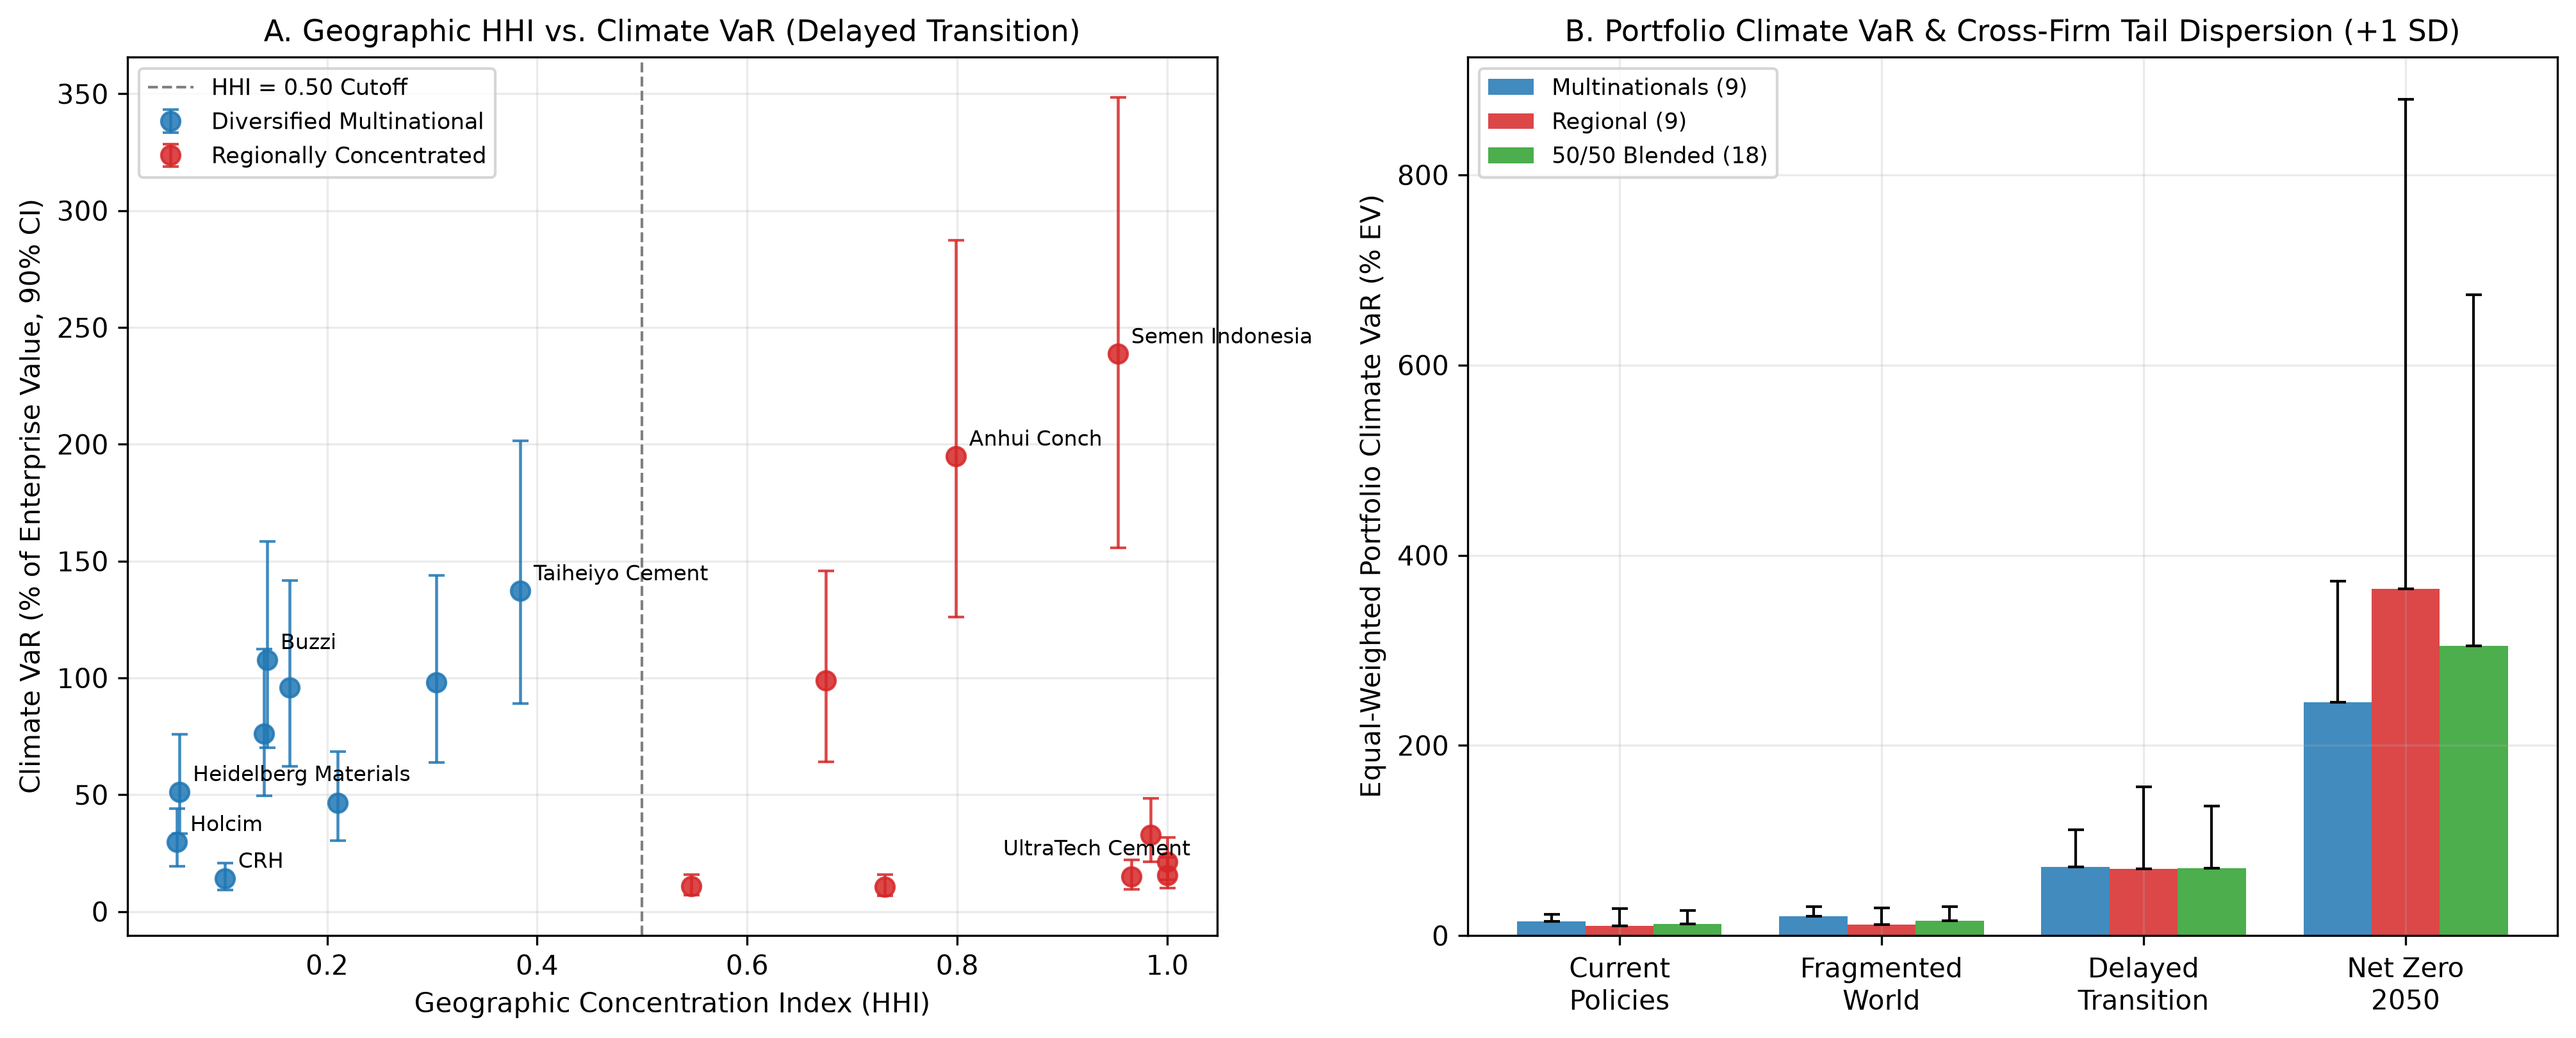 A. Geographic HHI vs. Climate VaR (Delayed Transition)
Climate VaR (% of Enterprise Value, 90% CI)
350
300
250
200
150
100
50
0
HHI = 0.50 Cutoff
Diversified Multinational
Regionally Concentrated
Semen Indonesia
Anhui Conch
Taiheiyo Cement
Buzzi
Heidelberg Materials
Holcim
UltraTech Cement
CRH
0.2 0.4 0.6 0.8 1.0
Geographic Concentration Index (HHI)
B. Portfolio Climate VaR & Cross-Firm Tail Dispersion (+1 SD)
Equal-Weighted Portfolio Climate VaR (% EV)
800
600
400
200
0
Multinationals (9)
Regional (9)
50/50 Blended (18)
Current
Policies
Fragmented
World
Delayed
Transition
Net Zero
2050